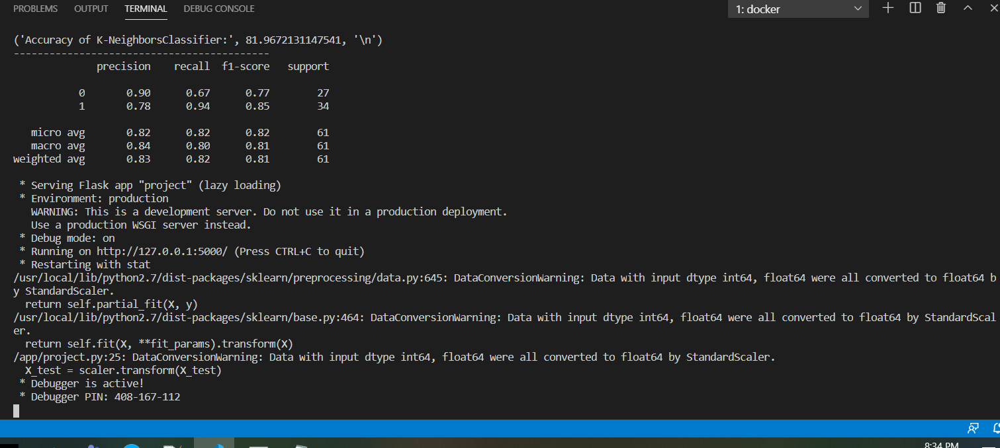 PROBLEMS OUTPUT TERMINAL DEBUG CONSOLE 1: docker
('Accuracy of K-NeighborsClassifier:', 81.9672131147541, '\n')
-------------------------------------------
precision recall f1-score support
0 0.90 0.67 0.77 27
1 0.78 0.94 0.85 34
micro avg 0.82 0.82 0.82 61
macro avg 0.84 0.80 0.81 61
weighted avg 0.83 0.82 0.81 61
* Serving Flask app "project" (lazy loading)
* Environment: production
WARNING: This is a development server. Do not use it in a production deployment.
Use a production WSGI server instead.
* Debug mode: on
* Running on http://127.0.0.1:5000/ (Press CTRL+C to quit)
* Restarting with stat
/usr/local/lib/python2.7/dist-packages/sklearn/preprocessing/data.py:645: DataConversionWarning: Data with input dtype int64, float64 were all converted to float64 b
y StandardScaler.
return self.partial_fit(X, y)
/usr/local/lib/python2.7/dist-packages/sklearn/base.py:464: DataConversionWarning: Data with input dtype int64, float64 were all converted to float64 by StandardScal
er.
return self.fit(X, **fit_params).transform(X)
/app/project.py:25: DataConversionWarning: Data with input dtype int64, float64 were all converted to float64 by StandardScaler.
X_test = scaler.transform(X_test)
* Debugger is active!
* Debugger PIN: 408-167-112
8:34 PM